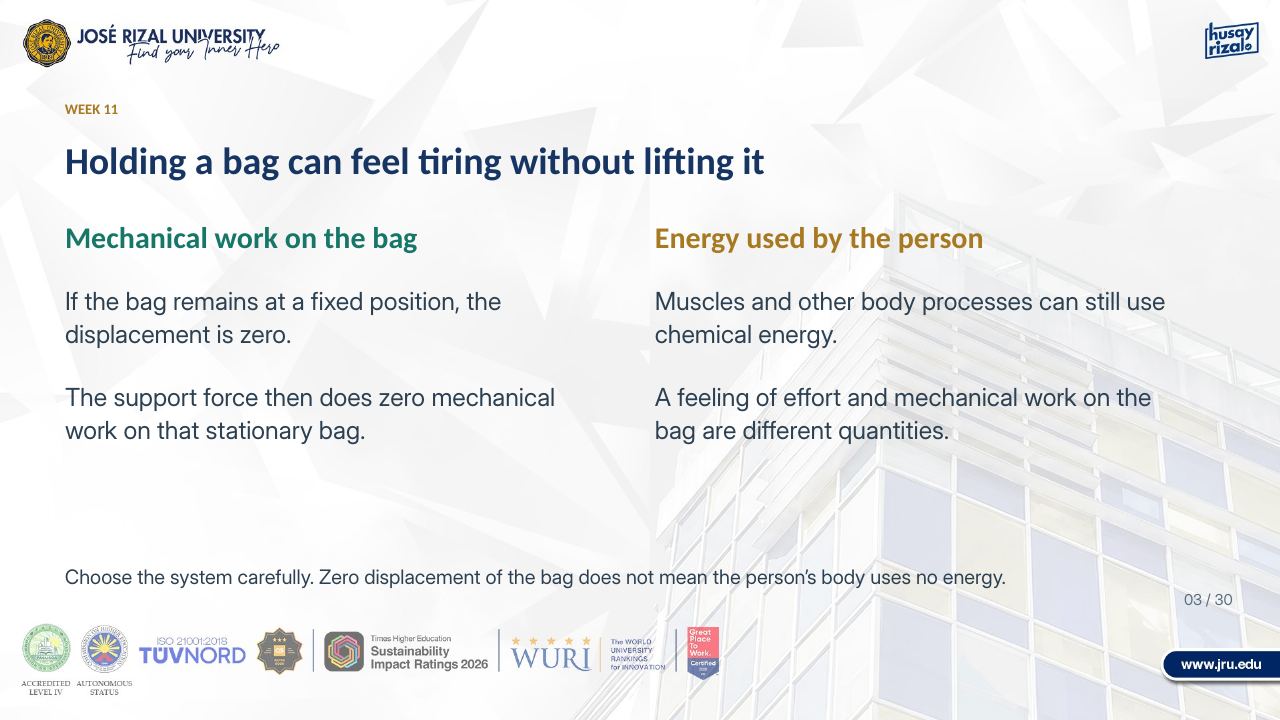 JOSÉ RIZAL UNIVERSITY
Find your Inner Hero
husay
rizal
WEEK 11
Holding a bag can feel tiring without lifting it
Mechanical work on the bag
If the bag remains at a fixed position, the
displacement is zero.
The support force then does zero mechanical
work on that stationary bag.
Energy used by the person
Muscles and other body processes can still use
chemical energy.
A feeling of effort and mechanical work on the
bag are different quantities.
Choose the system carefully. Zero displacement of the bag does not mean the person's body uses no energy.
03 / 30
ACCREDITED
LEVEL IV
AUTONOMOUS
STATUS
ISO 21001:2018
TÜVNORD
Times Higher Education
Sustainability
Impact Ratings 2026
WURI
The WORLD
UNIVERSITY
RANKINGS
for INNOVATION
Great
Place
To
Work.
Certified
www.jru.edu